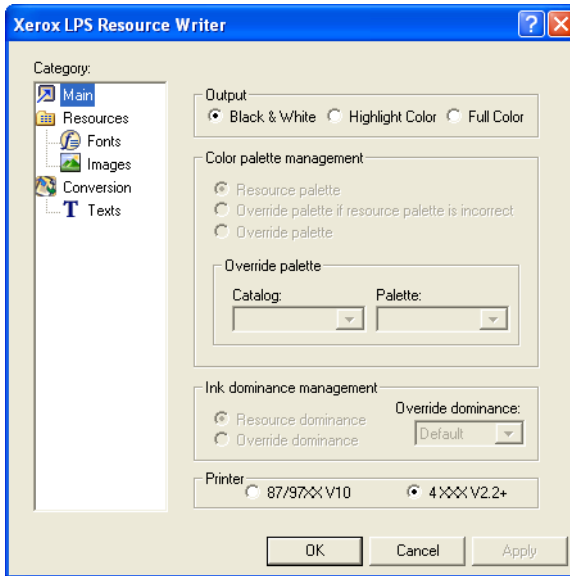 Xerox LPS Resource Writer
Category:
Main
Resources
Fonts
Images
Conversion
T Texts
Output
Black & White Highlight Color Full Color
Color palette management
Resource palette
Override palette if resource palette is incorrect
Override palette
Override palette
Catalog: Palette:
Ink dominance management
Resource dominance
Override dominance
Override dominance:
Default
Printer
87/97XX V10 4XXX V2.2+
OK Cancel Apply